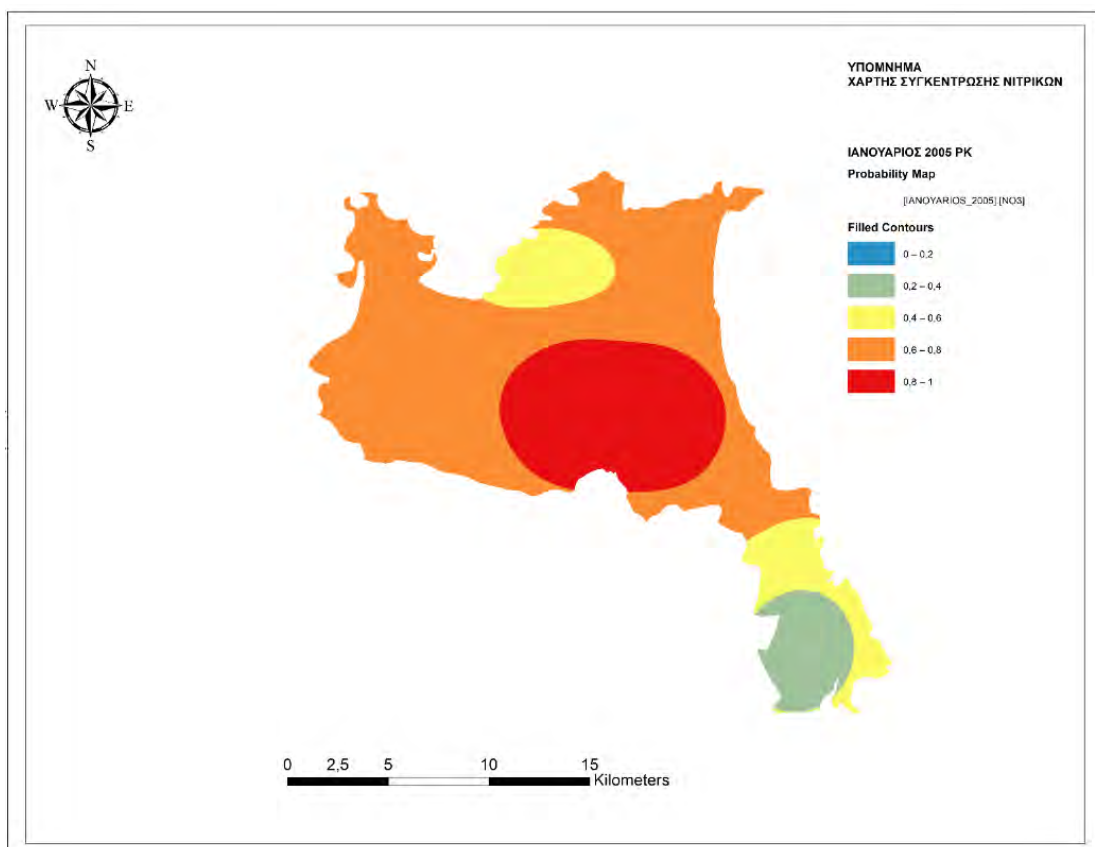 N
W E
S
ΥΠΟΜΝΗΜΑ
ΧΑΡΤΗΣ ΣΥΓΚΕΝΤΡΩΣΗΣ ΝΙΤΡΙΚΩΝ
ΙΑΝΟΥΑΡΙΟΣ 2005 PK
Probability Map
[IANOYARIOS_2005].[NO3]
Filled Contours
0 – 0,2
0,2 – 0,4
0,4 – 0,6
0,6 – 0,8
0,8 – 1
0 2,5 5 10 15
Kilometers